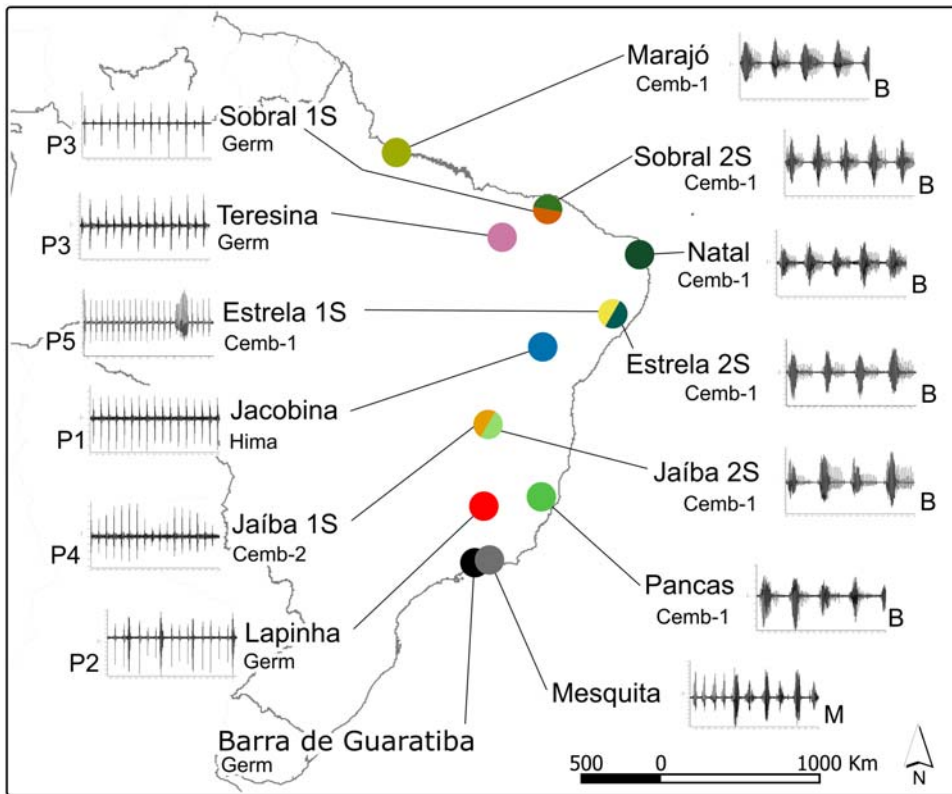 Marajó
Cemb-1
B
Sobral 1S
Germ
P3
Sobral 2S
Cemb-1
B
Teresina
Germ
P3
Natal
Cemb-1
B
Estrela 1S
Cemb-1
P5
Estrela 2S
Cemb-1
B
Jacobina
Hima
P1
Jaíba 2S
Cemb-1
B
Jaíba 1S
Cemb-2
P4
Pancas
Cemb-1
B
Lapinha
Germ
P2
Mesquita
M
Barra de Guaratiba
Germ
500 0 1000 Km
N